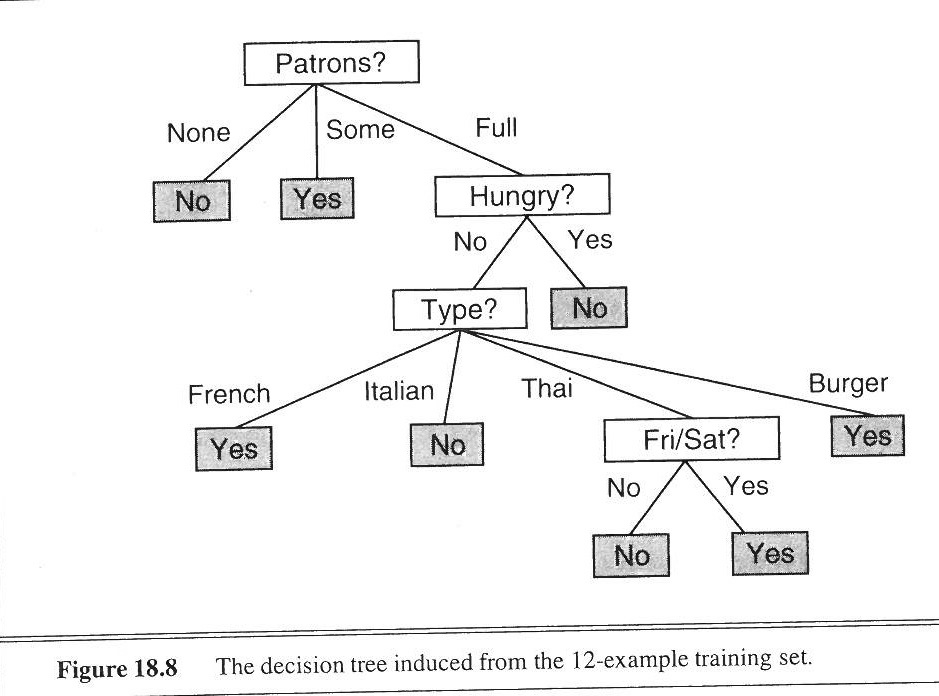 Patrons?
None Some Full
No Yes Hungry?
No Yes
Type? No
French Italian Thai Burger
Yes No Fri/Sat? Yes
No Yes
No Yes
Figure 18.8 The decision tree induced from the 12-example training set.